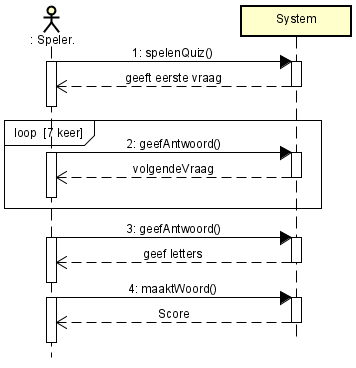 System
: Speler.
1: spelenQuiz()
geeft eerste vraag
loop [7 keer]
2: geefAntwoord()
volgendeVraag
3: geefAntwoord()
geef letters
4: maaktWoord()
Score